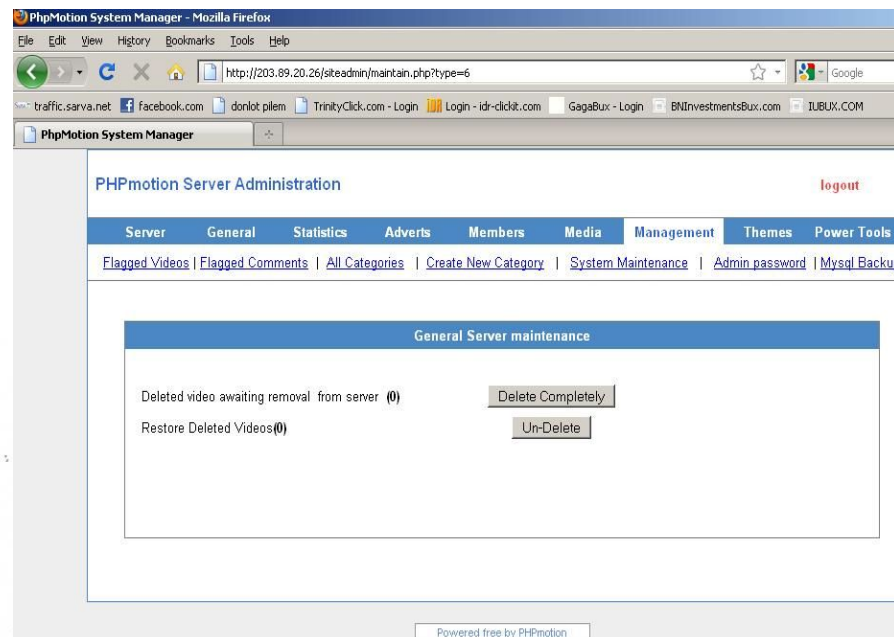 PhpMotion System Manager - Mozilla Firefox
File Edit View History Bookmarks Tools Help
http://203.89.20.26/siteadmin/maintain.php?type=6 Google
traffic.sarva.net facebook.com donlot pilem TrinityClick.com - Login Login - idr-clickit.com GagaBux - Login BNInvestmentsBux.com IUBUX.COM
PhpMotion System Manager
PHPmotion Server Administration logout
Server General Statistics Adverts Members Media Management Themes Power Tools
Flagged Videos | Flagged Comments | All Categories | Create New Category | System Maintenance | Admin password | Mysql Backu
General Server maintenance
Deleted video awaiting removal from server (0) Delete Completely
Restore Deleted Videos(0) Un-Delete
Powered free by PHPmotion